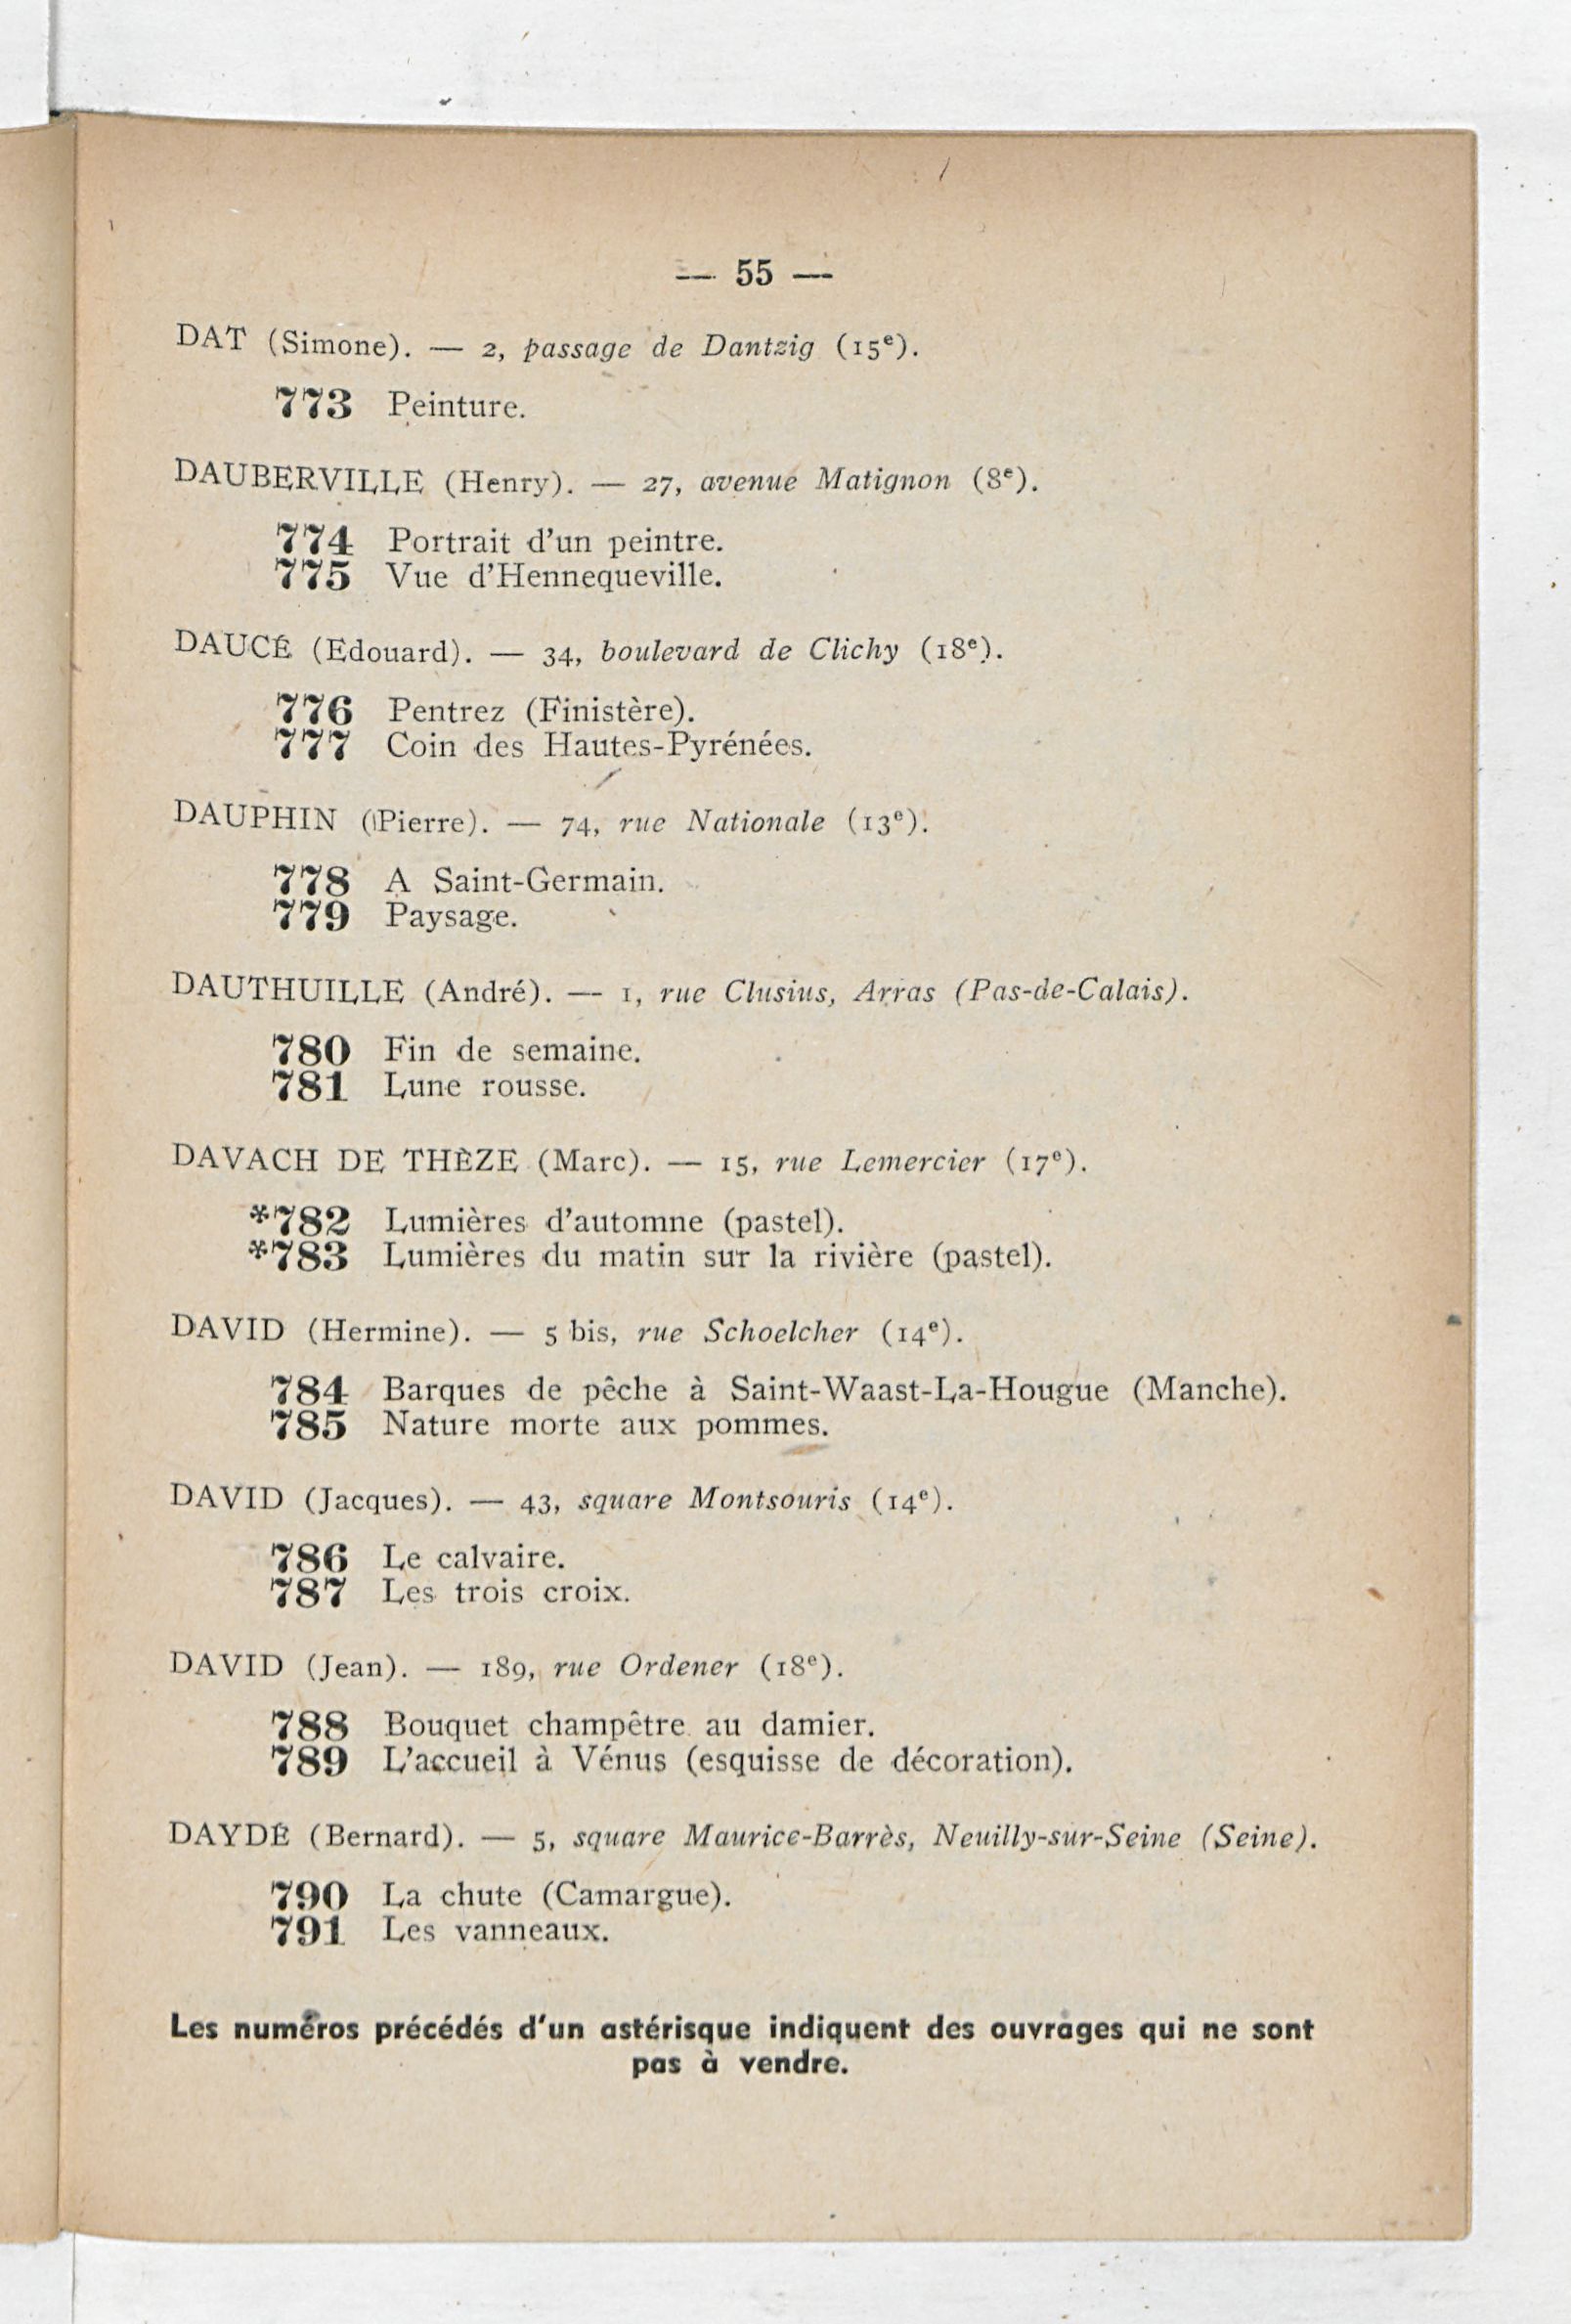 — 55 —
DAT (Simone). — 2, passage de Dantzig (15e).
773 Peinture.
DAUBERVILLE (Henry). — 27, avenue Matignon (8e).
774 Portrait d'un peintre.
775 Vue d'Hennequeville.
DAUCÉ (Edouard). — 34, boulevard de Clichy (18e).
776 Pentrez (Finistère).
777 Coin des Hautes-Pyrénées.
DAUPHIN (Pierre). — 74, rue Nationale (13e).
778 A Saint-Germain.
779 Paysage.
DAUTHUILLE (André). — 1, rue Clusius, Arras (Pas-de-Calais).
780 Fin de semaine.
781 Lune rousse.
DAVACH DE THÈZE (Marc). — 15, rue Lemercier (17e).
*782 Lumières d'automne (pastel).
*783 Lumières du matin sur la rivière (pastel).
DAVID (Hermine). — 5 bis, rue Schoelcher (14e).
784 Barques de pêche à Saint-Waast-La-Hougue (Manche).
785 Nature morte aux pommes.
DAVID (Jacques). — 43, square Montsouris (14e).
786 Le calvaire.
787 Les trois croix.
DAVID (Jean). — 189, rue Ordener (18e).
788 Bouquet champêtre au damier.
789 L'accueil à Vénus (esquisse de décoration).
DAYDÉ (Bernard). — 5, square Maurice-Barrès, Neuilly-sur-Seine (Seine).
790 La chute (Camargue).
791 Les vanneaux.
Les numéros précédés d'un astérisque indiquent des ouvrages qui ne sont
pas à vendre.